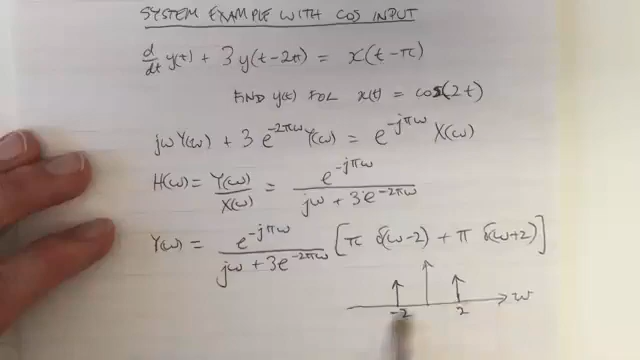 SYSTEM EXAMPLE WITH COS INPUT
d/dt y(t) + 3 y(t-2π) = x(t-π)
FIND y(t) FOR x(t) = cos(2t)
jω Y(ω) + 3 e^{-2πω} Y(ω) = e^{-jπω} X(ω)
H(ω) = Y(ω)/X(ω) = e^{-jπω} / (jω + 3e^{-2πω})
Y(ω) = e^{-jπω} / (jω + 3e^{-2πω}) [π δ(ω-2) + π δ(ω+2)]
-2 2 ω